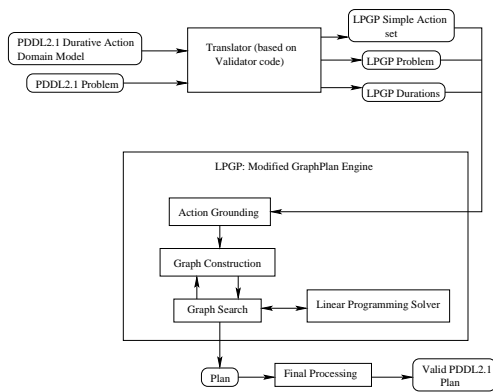 PDDL2.1 Durative Action
Domain Model
PDDL2.1 Problem
Translator (based on
Validator code)
LPGP Simple Action
set
LPGP Problem
LPGP Durations
LPGP: Modified GraphPlan Engine
Action Grounding
Graph Construction
Graph Search
Linear Programming Solver
Plan
Final Processing
Valid PDDL2.1
Plan